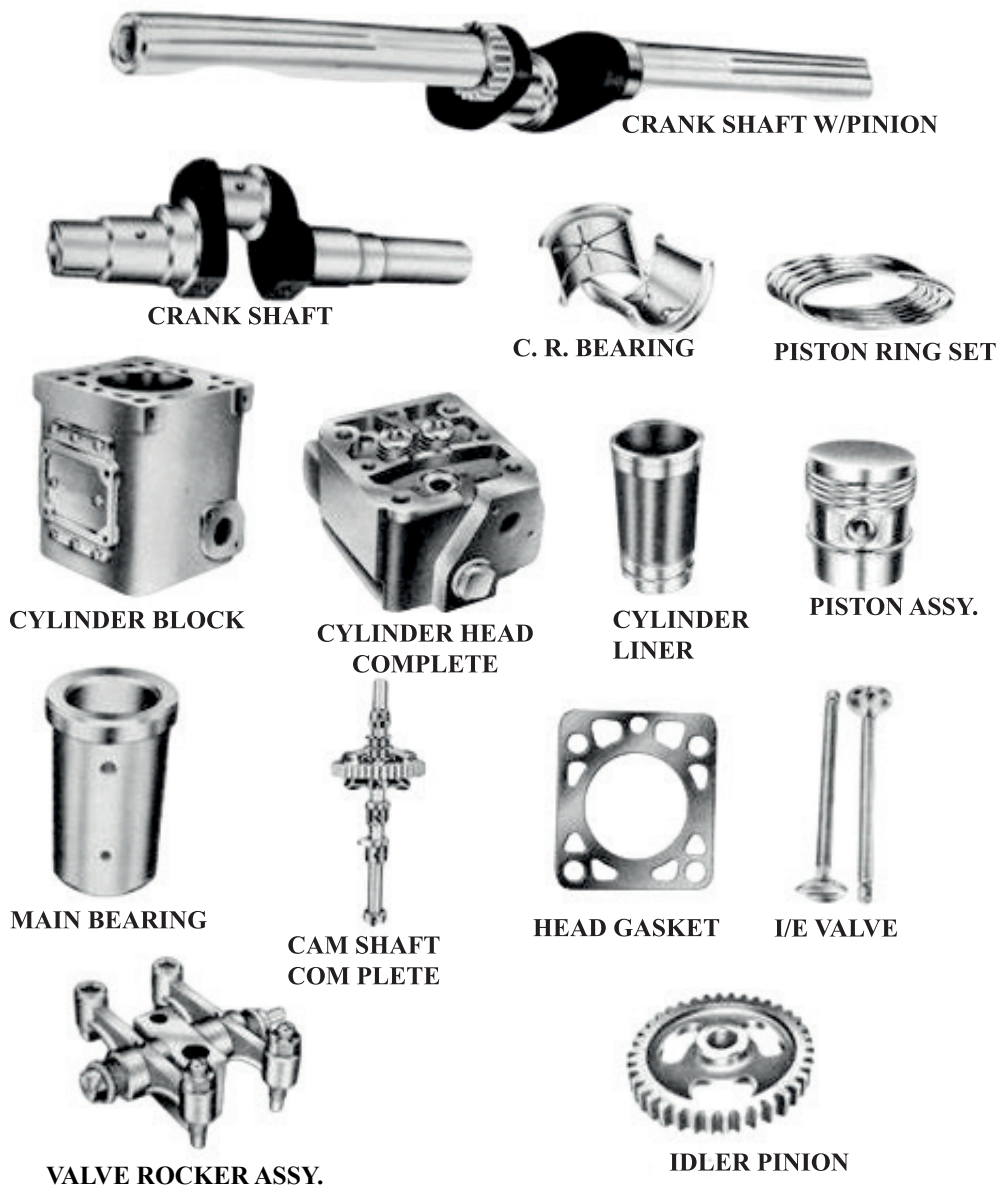 CRANK SHAFT W/PINION
CRANK SHAFT
C. R. BEARING
PISTON RING SET
CYLINDER BLOCK
CYLINDER HEAD
COMPLETE
CYLINDER
LINER
PISTON ASSY.
MAIN BEARING
CAM SHAFT
COM PLETE
HEAD GASKET
I/E VALVE
VALVE ROCKER ASSY.
IDLER PINION